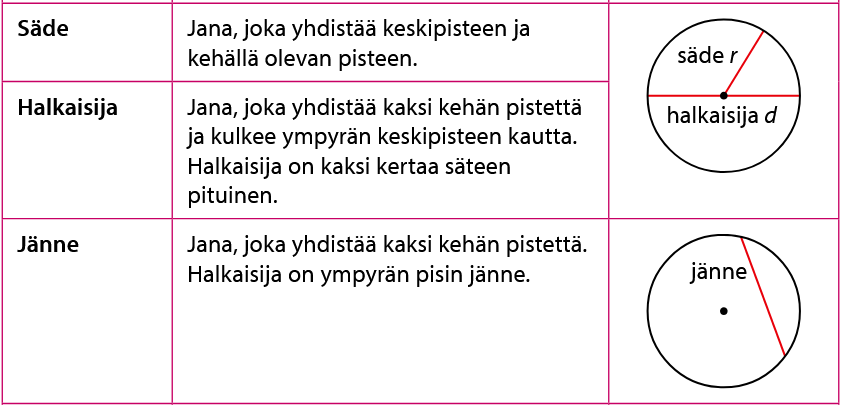 Säde
Jana, joka yhdistää keskipisteen ja
kehällä olevan pisteen.
säde r
halkaisija d
Halkaisija
Jana, joka yhdistää kaksi kehän pistettä
ja kulkee ympyrän keskipisteen kautta.
Halkaisija on kaksi kertaa säteen
pituinen.
Jänne
Jana, joka yhdistää kaksi kehän pistettä.
Halkaisija on ympyrän pisin jänne.
jänne